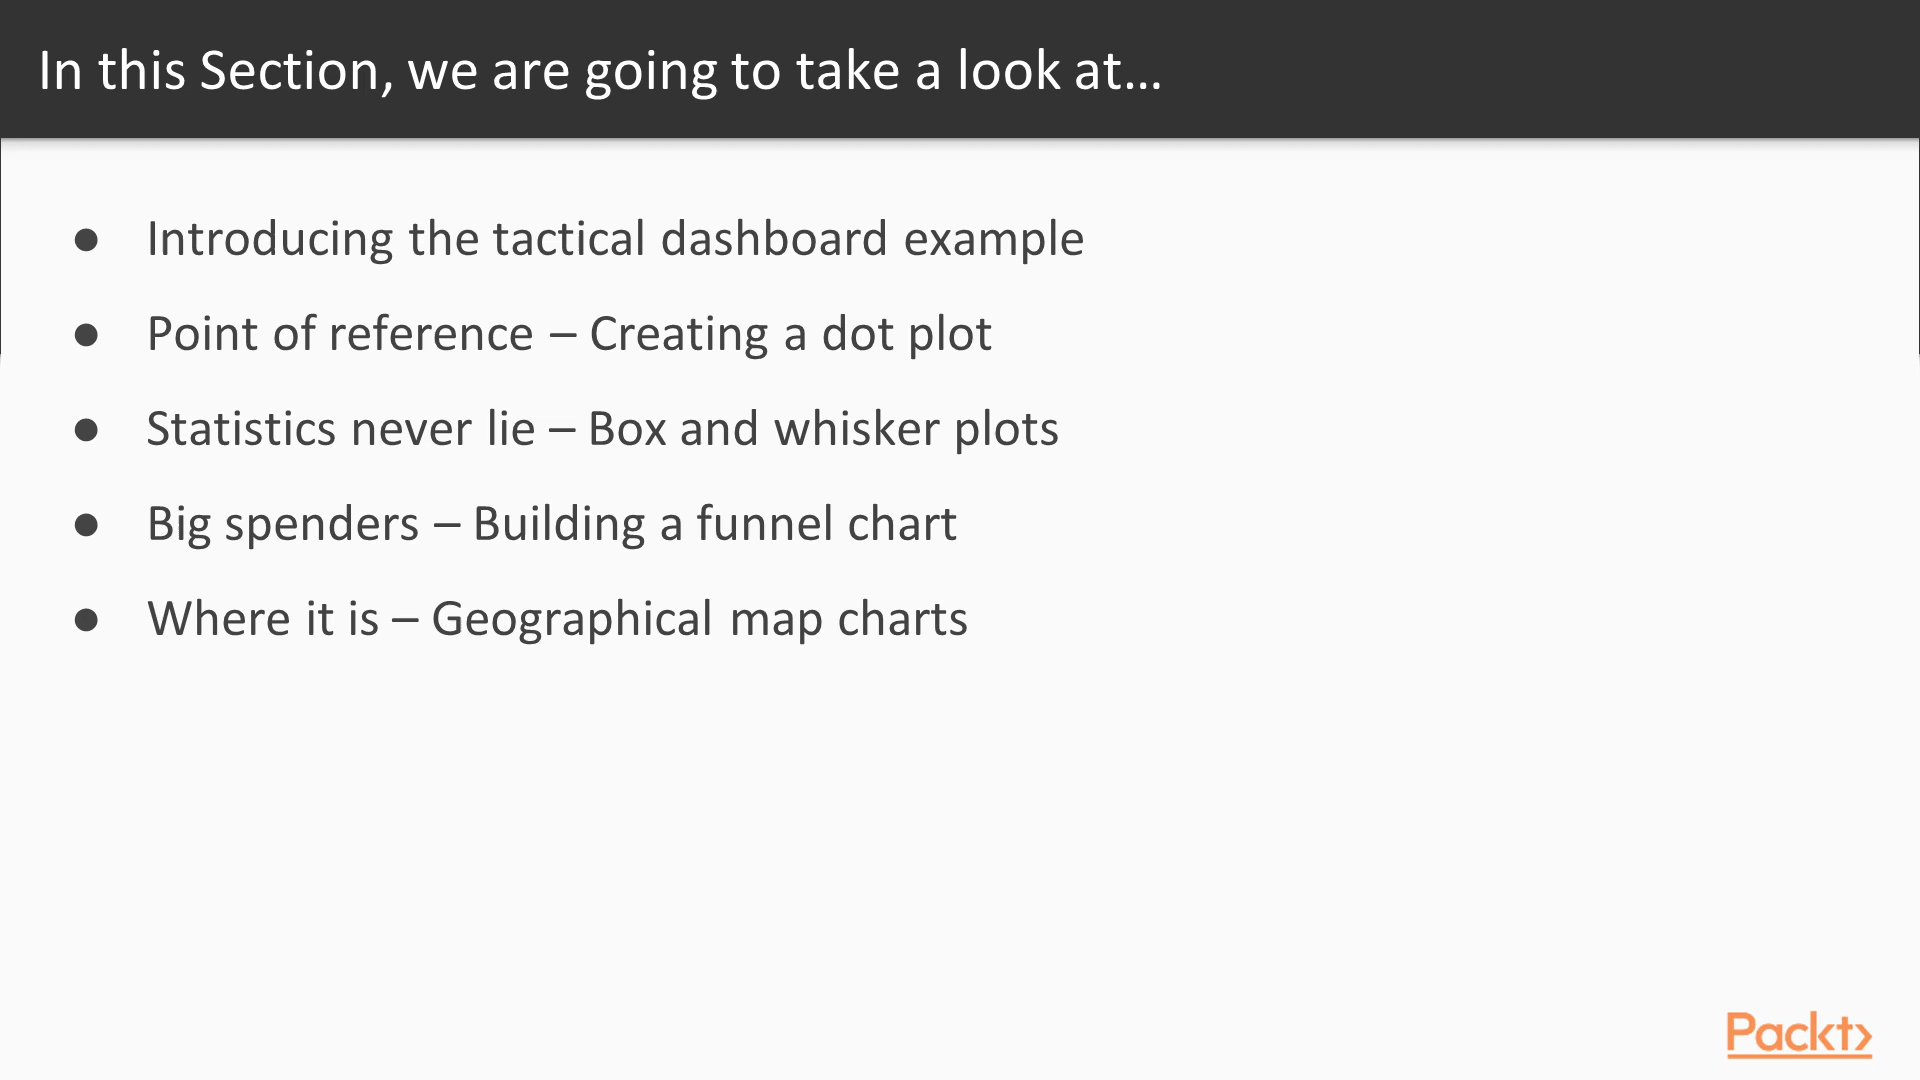 In this Section, we are going to take a look at…
● Introducing the tactical dashboard example
● Point of reference – Creating a dot plot
● Statistics never lie – Box and whisker plots
● Big spenders – Building a funnel chart
● Where it is – Geographical map charts
Packt>